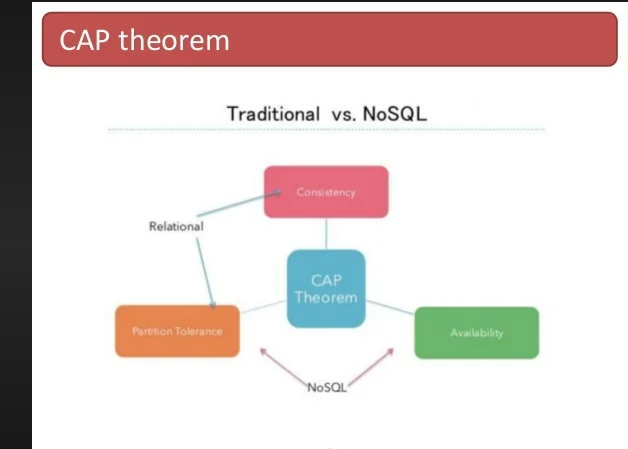 CAP theorem
Traditional vs. NoSQL
Consistency
Relational
CAP
Theorem
Partition Tolerance
Availability
NoSQL